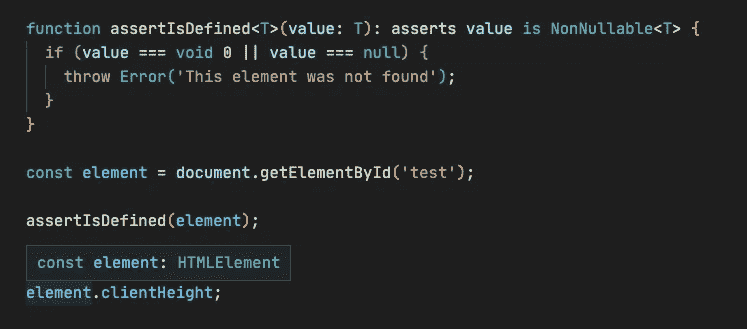 function assertIsDefined<T>(value: T): asserts value is NonNullable<T> {
if (value === void 0 || value === null) {
throw Error('This element was not found');
}
}
const element = document.getElementById('test');
assertIsDefined(element);
const element: HTMLElement
element.clientHeight;